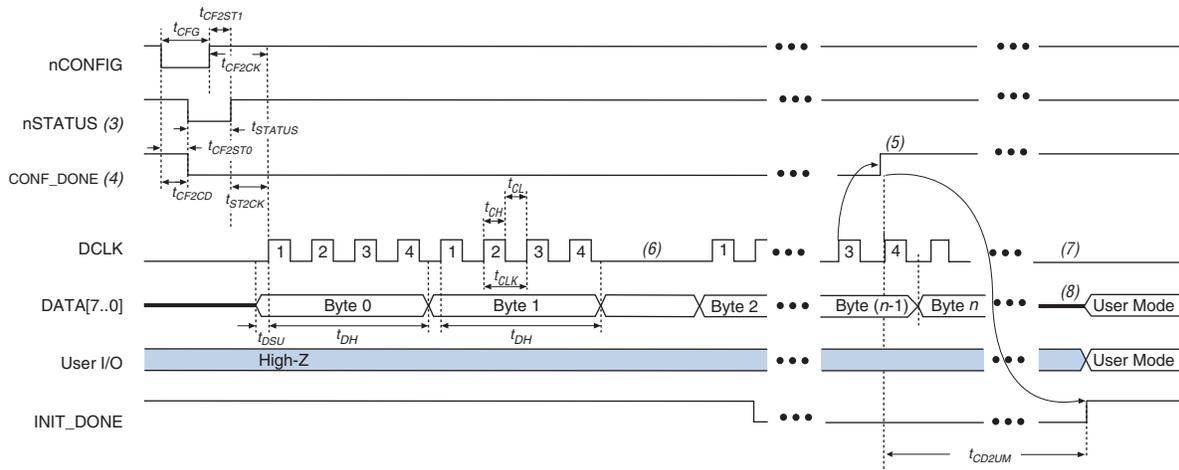 tCF2ST1
tCFG
nCONFIG
tCF2CK
nSTATUS (3)
tSTATUS
tCF2ST0
CONF_DONE (4)
(5)
tCF2CD
tST2CK
tCL
tCH
DCLK
1 2 3 4 1 2 3 4 (6) 1 3 4 (7)
tCLK
DATA[7..0]
Byte 0 Byte 1 Byte 2 Byte (n-1) Byte n (8) User Mode
tDSU
tDH tDH
User I/O
High-Z User Mode
INIT_DONE
tCD2UM